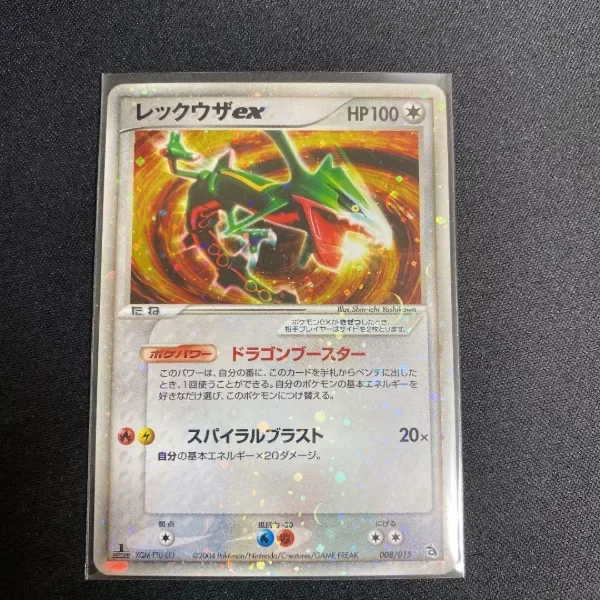 レックウザex HP100
Illus.Shin-ichi Yoshikawa
たね
ポケモンexがきぜつしたとき、
相手プレイヤーはサイドを2枚とります。
ポケパワー ドラゴンブースター
このパワーは、自分の番に、このカードを手札からベンチに出した
とき、1回使うことができる。自分のポケモンの基本エネルギーを
好きなだけ選び、このポケモンにつけ替える。
スパイラルブラスト 20×
自分の基本エネルギー×20ダメージ。
弱点 抵抗力 -30 にげる
1 EDITION ©2004 Pokémon/Nintendo/Creatures/GAME FREAK 008/015